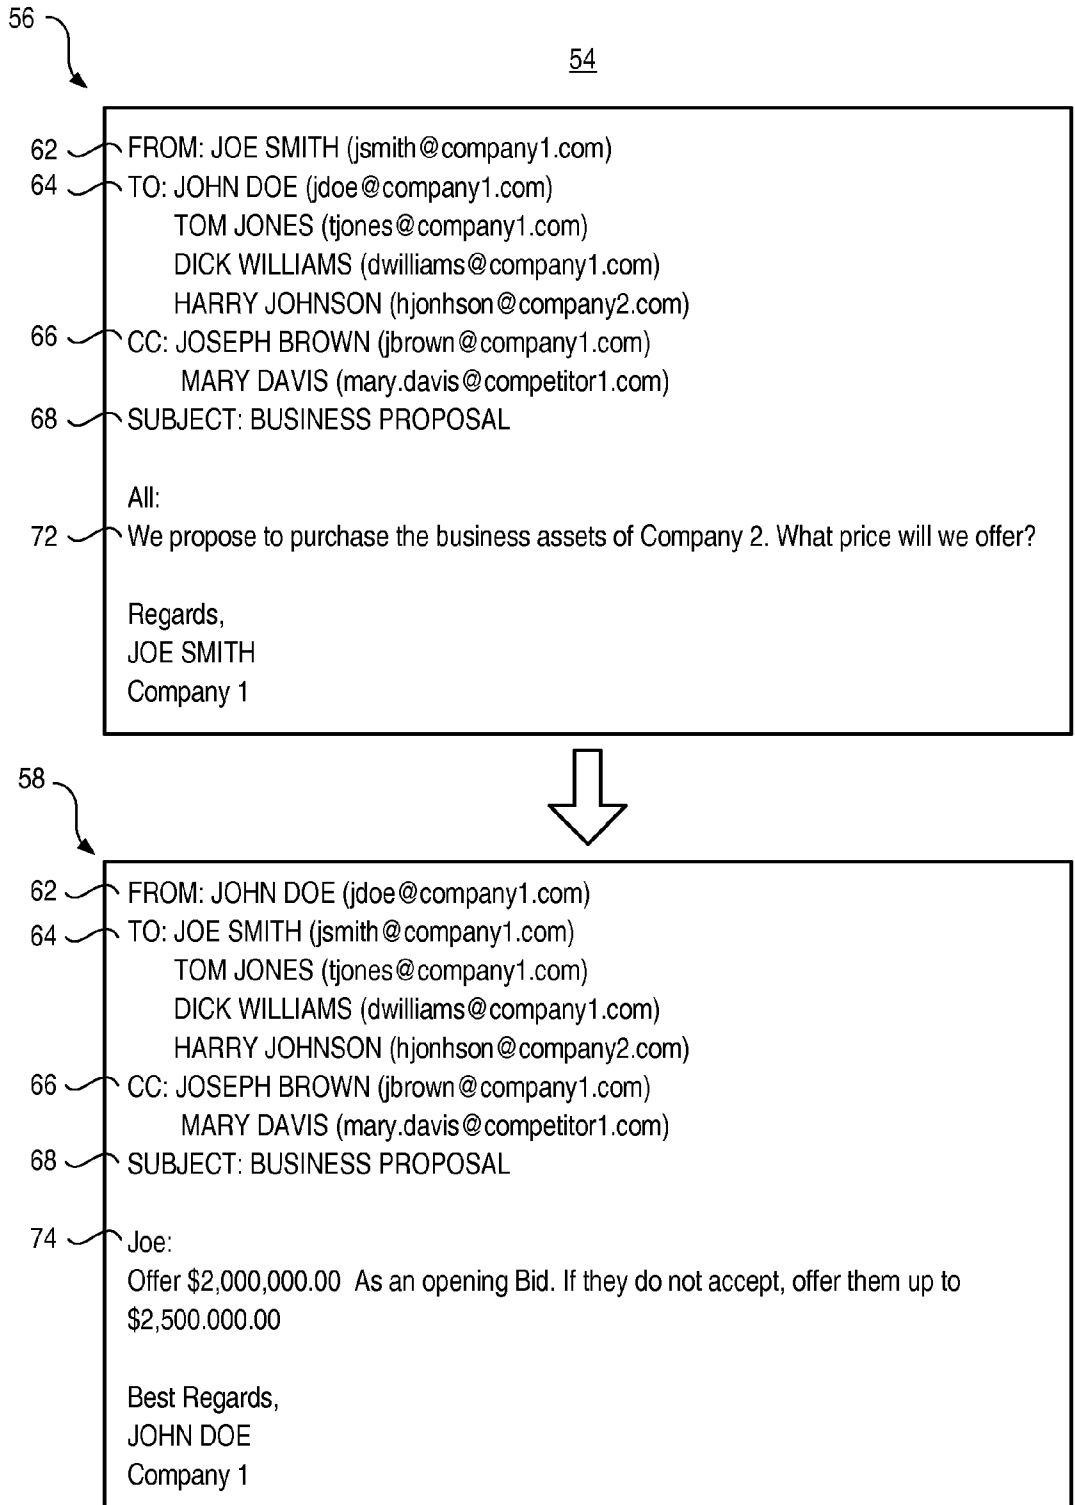 56
54
62 FROM: JOE SMITH (jsmith@company1.com)
64 TO: JOHN DOE (jdoe@company1.com)
TOM JONES (tjones@company1.com)
DICK WILLIAMS (dwilliams@company1.com)
HARRY JOHNSON (hjonhson@company2.com)
66 CC: JOSEPH BROWN (jbrown@company1.com)
MARY DAVIS (mary.davis@competitor1.com)
68 SUBJECT: BUSINESS PROPOSAL
All:
72 We propose to purchase the business assets of Company 2. What price will we offer?
Regards,
JOE SMITH
Company 1
58
62 FROM: JOHN DOE (jdoe@company1.com)
64 TO: JOE SMITH (jsmith@company1.com)
TOM JONES (tjones@company1.com)
DICK WILLIAMS (dwilliams@company1.com)
HARRY JOHNSON (hjonhson@company2.com)
66 CC: JOSEPH BROWN (jbrown@company1.com)
MARY DAVIS (mary.davis@competitor1.com)
68 SUBJECT: BUSINESS PROPOSAL
74 Joe:
Offer $2,000,000.00 As an opening Bid. If they do not accept, offer them up to
$2,500.000.00
Best Regards,
JOHN DOE
Company 1